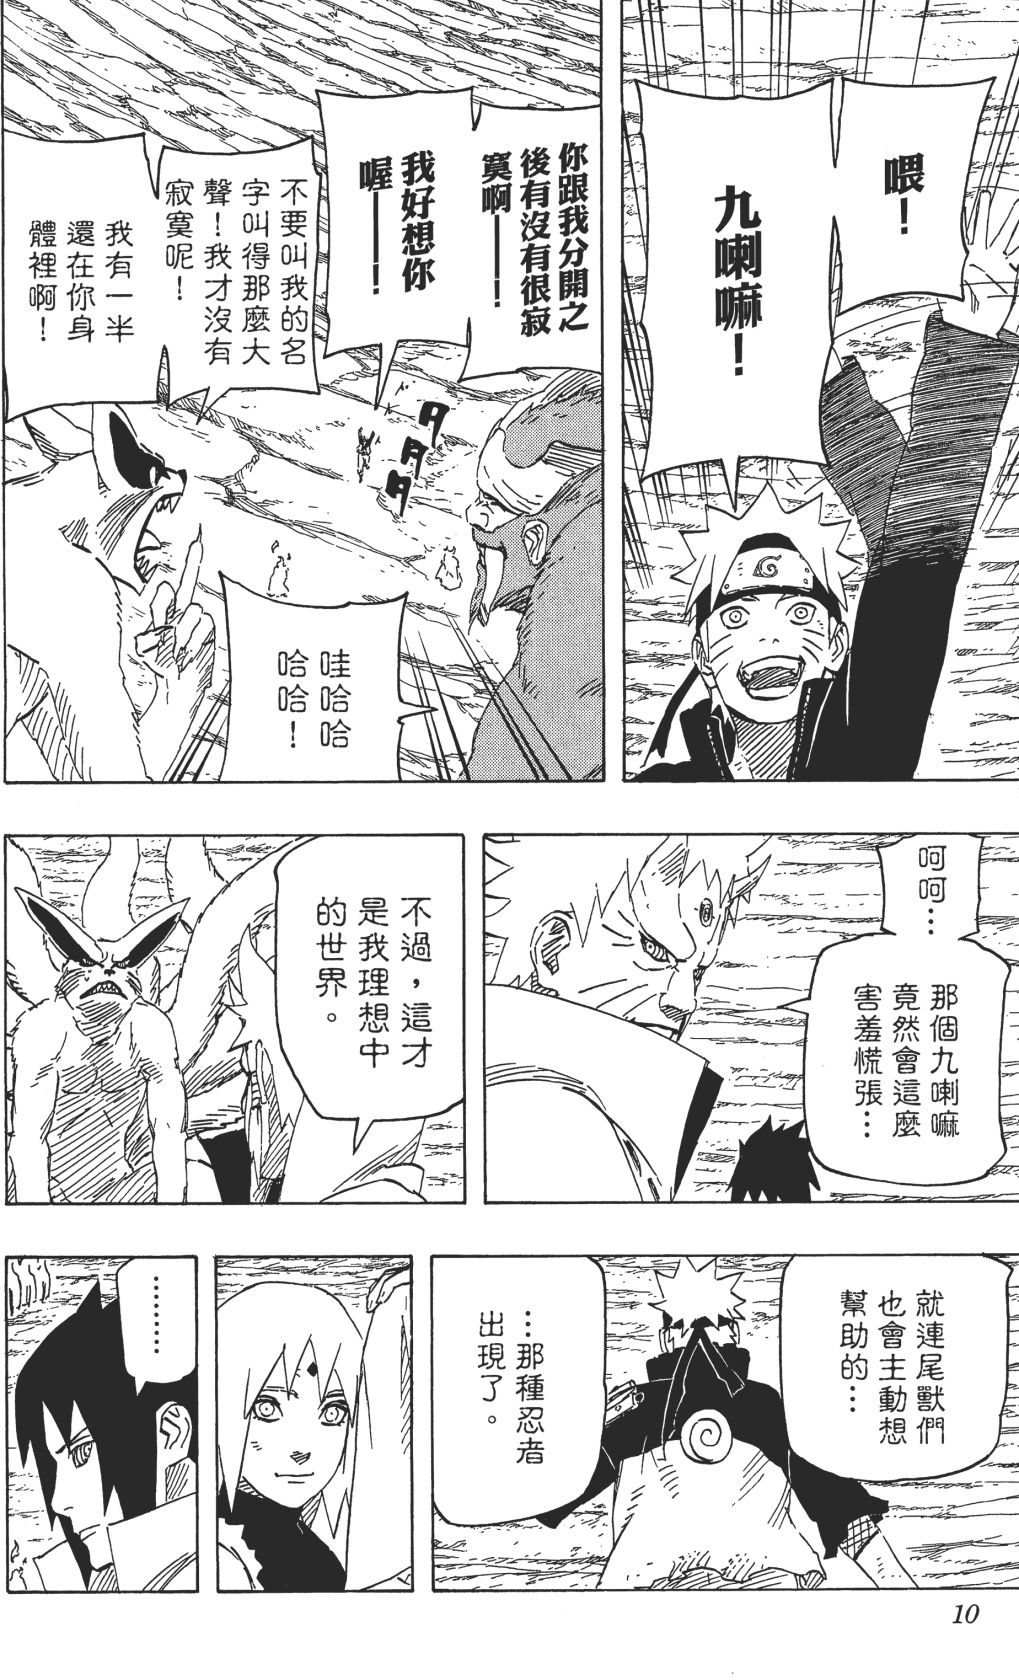 喂！
九喇嘛！
你跟我分開之
後有沒有很寂
寞啊——！
我好想你
喔——！
不要叫我的名
字叫得那麼大
聲！我才沒有
寂寞呢！
我有一半
還在你身
體裡啊！
哇哈哈
哈哈！
呵呵…
那個九喇嘛
竟然會這麼
害羞慌張…
不過，這才
是我理想中
的世界。
就連尾獸們
也會主動想
幫助的…
…那種忍者
出現了。
………
10